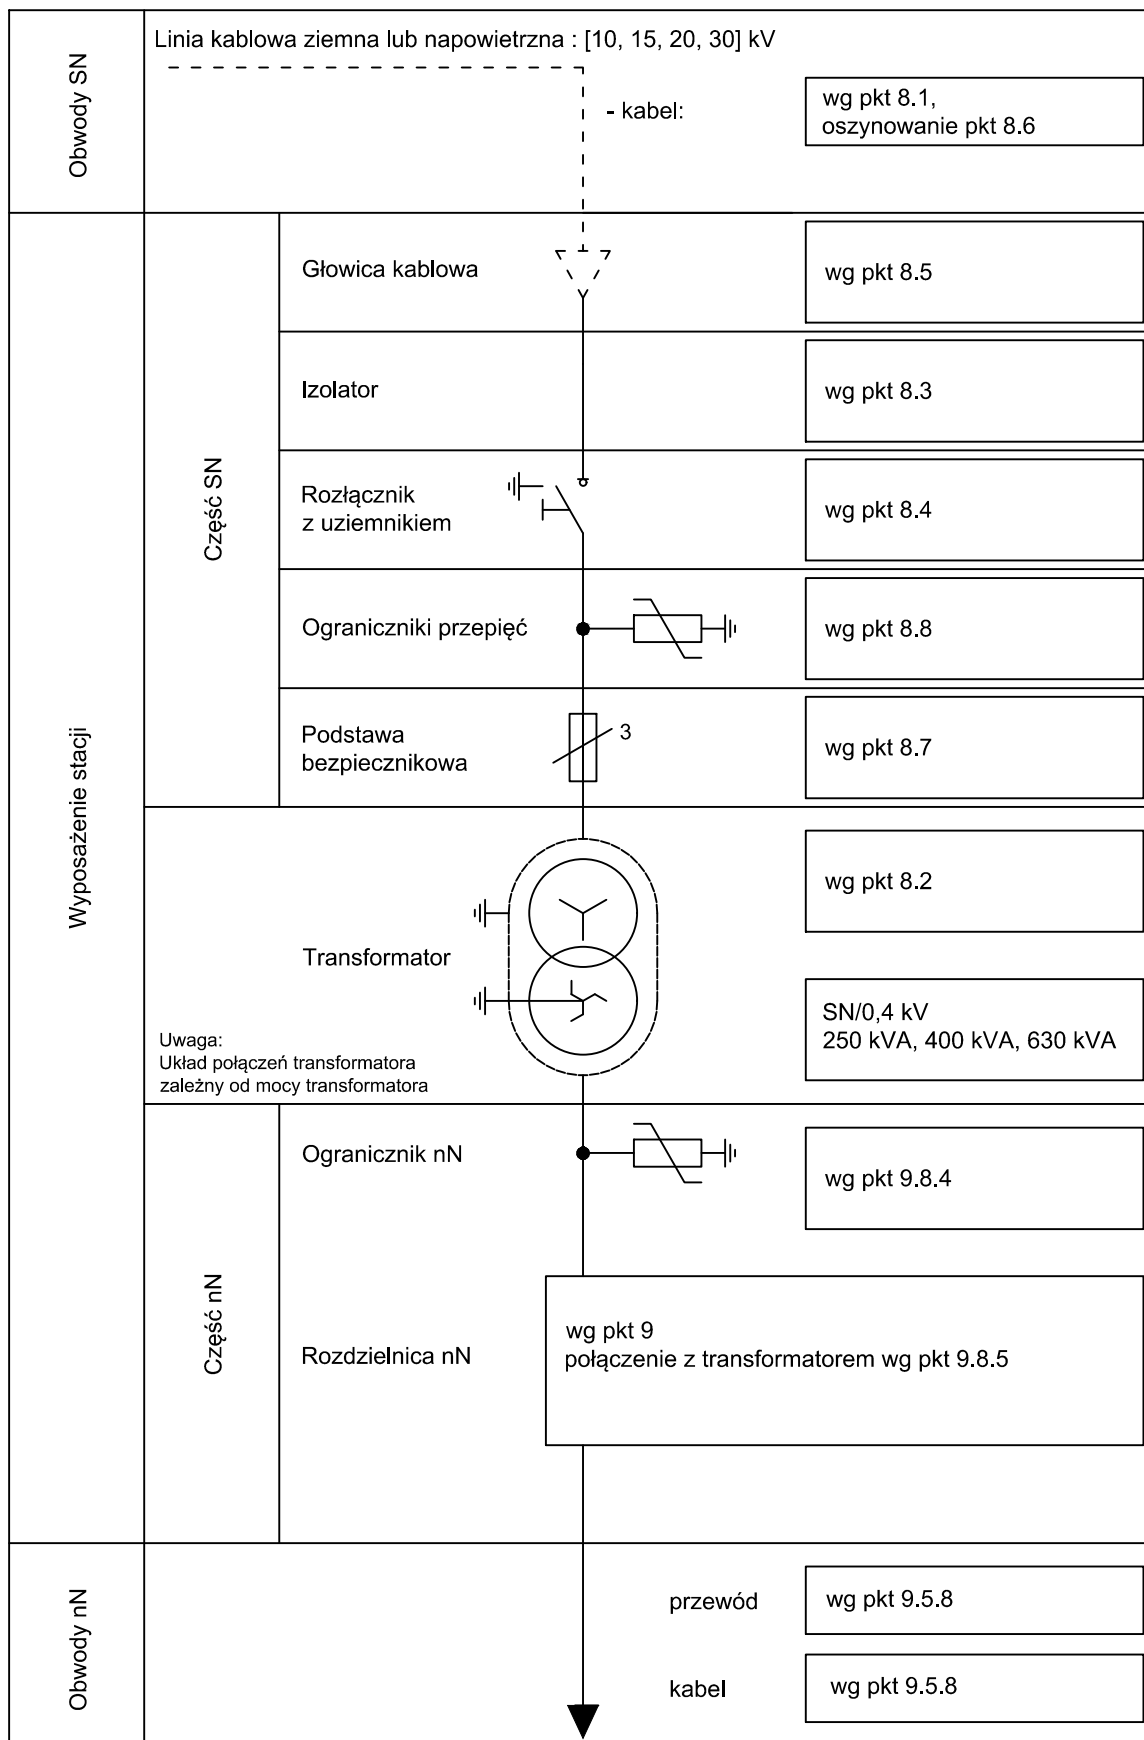 Obwody SN
Linia kablowa ziemna lub napowietrzna : [10, 15, 20, 30] kV
- kabel:
wg pkt 8.1,
oszynowanie pkt 8.6
Wyposażenie stacji
Część SN
Głowica kablowa
wg pkt 8.5
Izolator
wg pkt 8.3
Rozłącznik
z uziemnikiem
wg pkt 8.4
Ograniczniki przepięć
wg pkt 8.8
Podstawa
bezpiecznikowa
3
wg pkt 8.7
Transformator
wg pkt 8.2
SN/0,4 kV
250 kVA, 400 kVA, 630 kVA
Uwaga:
Układ połączeń transformatora
zależny od mocy transformatora
Część nN
Ogranicznik nN
wg pkt 9.8.4
Rozdzielnica nN
wg pkt 9
połączenie z transformatorem wg pkt 9.8.5
Obwody nN
przewód
wg pkt 9.5.8
kabel
wg pkt 9.5.8